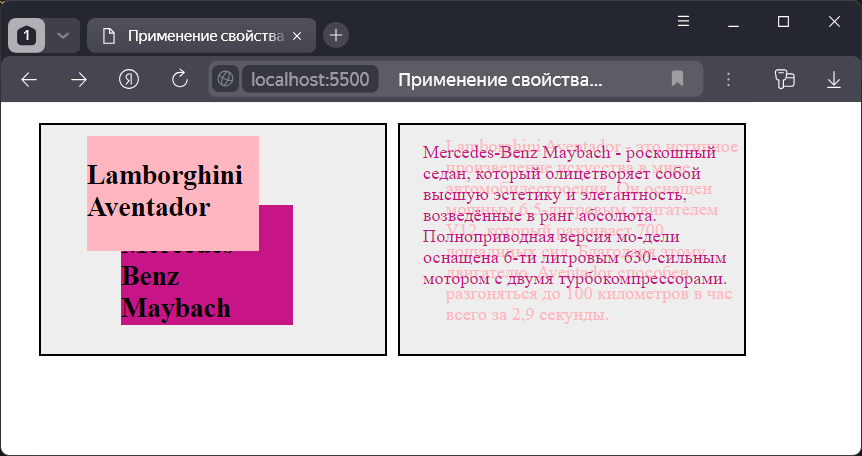 1
Применение свойства
localhost:5500
Применение свойства...
Lamborghini
Aventador
Mercedes-
Benz
Maybach
Mercedes-Benz Maybach - роскошный
седан, который олицетворяет собой
высшую эстетику и элегантность,
возведённые в ранг абсолюта.
Полноприводная версия мо-дели
оснащена 6-ти литровым 630-сильным
мотором с двумя турбокомпрессорами.
Lamborghini Aventador - это истинное
произведение искусства в мире
автомобилестроения. Он оснащен
мощным 6,5-литровым двигателем
V12, который развивает 700
лошадиных сил. Благодаря этому
двигателю, Aventador способен
разгоняться до 100 километров в час
всего за 2,9 секунды.